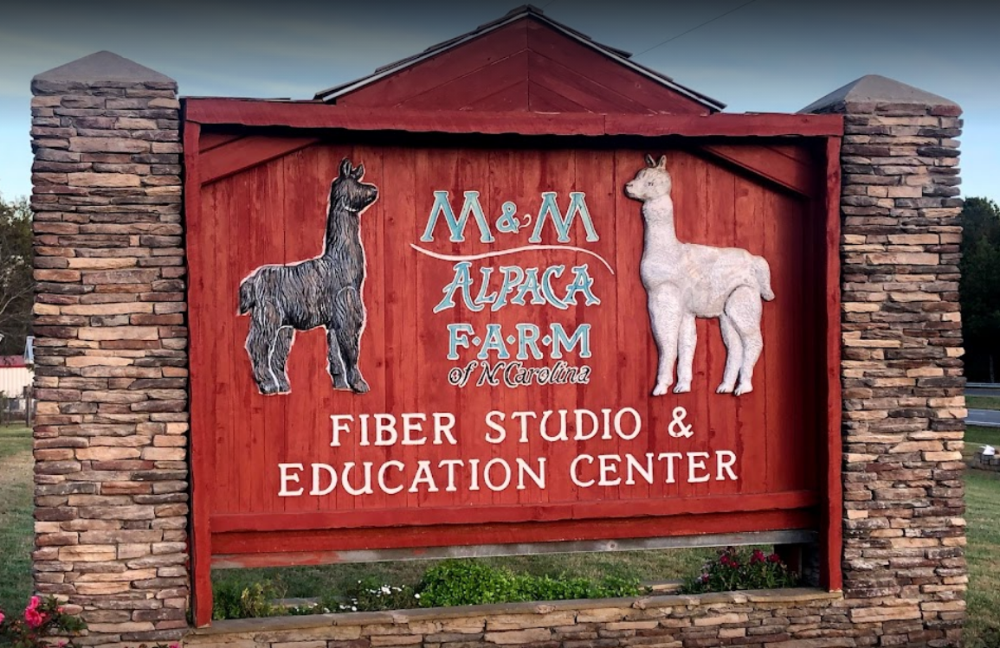 M & M
ALPACA
F·A·R·M
of N. Carolina
FIBER STUDIO &
EDUCATION CENTER